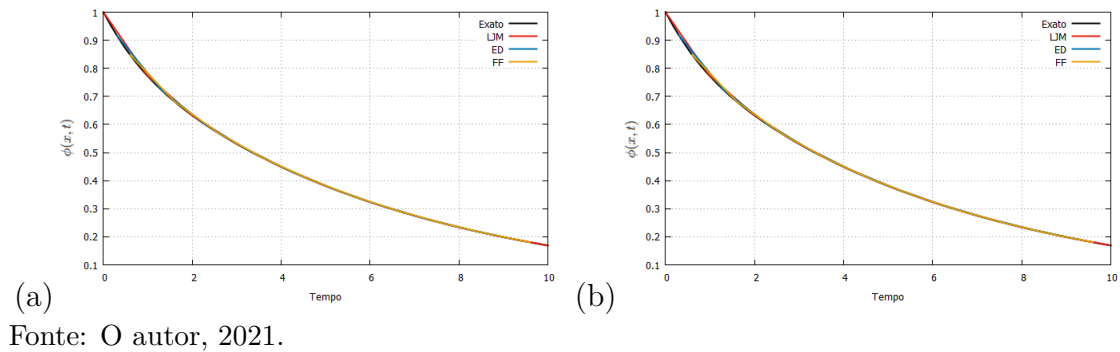 1
0.9
0.8
0.7
0.6
0.5
0.4
0.3
0.2
0.1
ϕ(x, t)
Exato
LJM
ED
FF
0
2
4
6
8
10
Tempo
(a)
1
0.9
0.8
0.7
0.6
0.5
0.4
0.3
0.2
0.1
ϕ(x, t)
Exato
LJM
ED
FF
0
2
4
6
8
10
Tempo
(b)
Fonte: O autor, 2021.